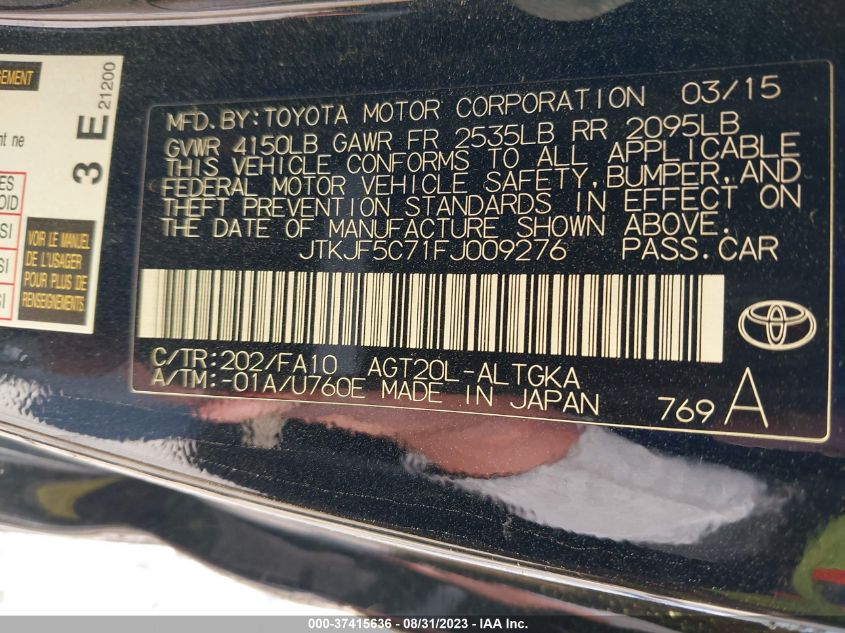 MFD.BY:TOYOTA MOTOR CORPORATION 03/15
GVWR 4150LB GAWR FR 2535LB RR 2095LB
THIS VEHICLE CONFORMS TO ALL APPLICABLE
FEDERAL MOTOR VEHICLE SAFETY, BUMPER, AND
THEFT PREVENTION STANDARDS IN EFFECT ON
THE DATE OF MANUFACTURE SHOWN ABOVE.
JTKJF5C71FJ009276 PASS.CAR
C/TR:202/FA10 AGT20L-ALTGKA
A/TM:-01A/U760E MADE IN JAPAN 769 A
3 E 21200
VOIR LE MANUEL
DE L'USAGER
POUR PLUS DE
RENSEIGNEMENTS
000-37415636 - 08/31/2023 - IAA Inc.